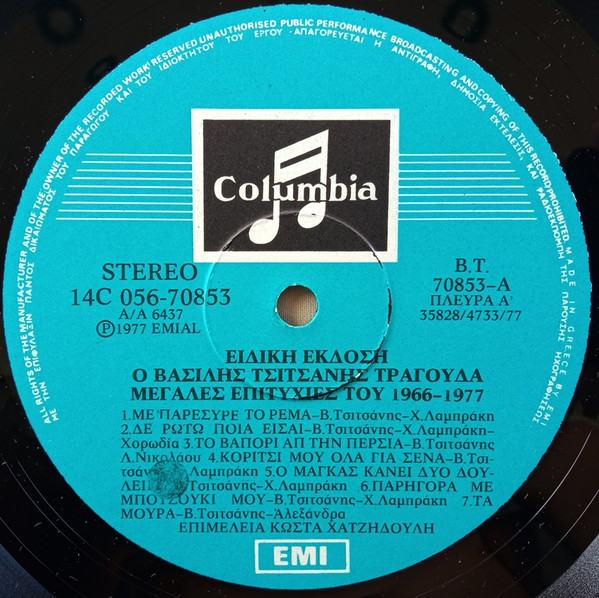 ALL RIGHTS OF THE MANUFACTURER AND OF THE OWNER OF THE RECORDED WORK RESERVED UNAUTHORISED PUBLIC PERFORMANCE BROADCASTING AND COPYING OF THIS RECORD PROHIBITED. MADE IN GREECE BY EMI
ΜΕ ΤΗΝ ΕΠΙΦΥΛΑΞΙΝ ΠΑΝΤΟΣ ΔΙΚΑΙΩΜΑΤΟΣ ΤΟΥ ΠΑΡΑΓΩΓΟΥ ΚΑΙ ΤΟΥ ΙΔΙΟΚΤΗΤΟΥ ΤΟΥ ΕΡΓΟΥ - ΑΠΑΓΟΡΕΥΕΤΑΙ Η ΑΝΤΙΓΡΑΦΗ, ΔΗΜΟΣΙΑ ΕΚΤΕΛΕΣΙΣ, ΚΑΙ ΡΑΔΙΟΕΚΠΟΜΠΗ ΤΗΣ ΠΑΡΟΥΣΗΣ ΗΧΟΓΡΑΦΗΣΕΩΣ
Columbia
STEREO
14C 056-70853
A/A 6437
Ⓟ 1977 EMIAL
B.T.
70853-A
ΠΛΕΥΡΑ Α'
35828/4733/77
ΕΙΔΙΚΗ ΕΚΔΟΣΗ
Ο ΒΑΣΙΛΗΣ ΤΣΙΤΣΑΝΗΣ ΤΡΑΓΟΥΔΑ
ΜΕΓΑΛΕΣ ΕΠΙΤΥΧΙΕΣ ΤΟΥ 1966-1977
1.ΜΕ ΠΑΡΕΣΥΡΕ ΤΟ ΡΕΜΑ-Β.Τσιτσάνης-Χ.Λαμπράκη
2.ΔΕ ΡΩΤΩ ΠΟΙΑ ΕΙΣΑΙ-Β.Τσιτσάνης-Χ.Λαμπράκη-
Χορωδία 3.ΤΟ ΒΑΠΟΡΙ ΑΠ ΤΗΝ ΠΕΡΣΙΑ-Β.Τσιτσάνης
Λ.Νικολάου 4.ΚΟΡΙΤΣΙ ΜΟΥ ΟΛΑ ΓΙΑ ΣΕΝΑ-Β.Τσι-
τσάνης-Χ.Λαμπράκη 5.Ο ΜΑΓΚΑΣ ΚΑΝΕΙ ΔΥΟ ΔΟΥ-
ΛΕΙ Τσιτσάνης-Χ.Λαμπράκη 6.ΠΑΡΗΓΟΡΑ ΜΕ
ΜΠΟΥΖΟΥΚΙ ΜΟΥ-Β.Τσιτσάνης-Χ.Λαμπράκη 7.ΤΑ
ΜΟΥΡΑ-Β.Τσιτσάνης-Αλεξάνδρα
ΕΠΙΜΕΛΕΙΑ ΚΩΣΤΑ ΧΑΤΖΗΔΟΥΛΗ
EMI